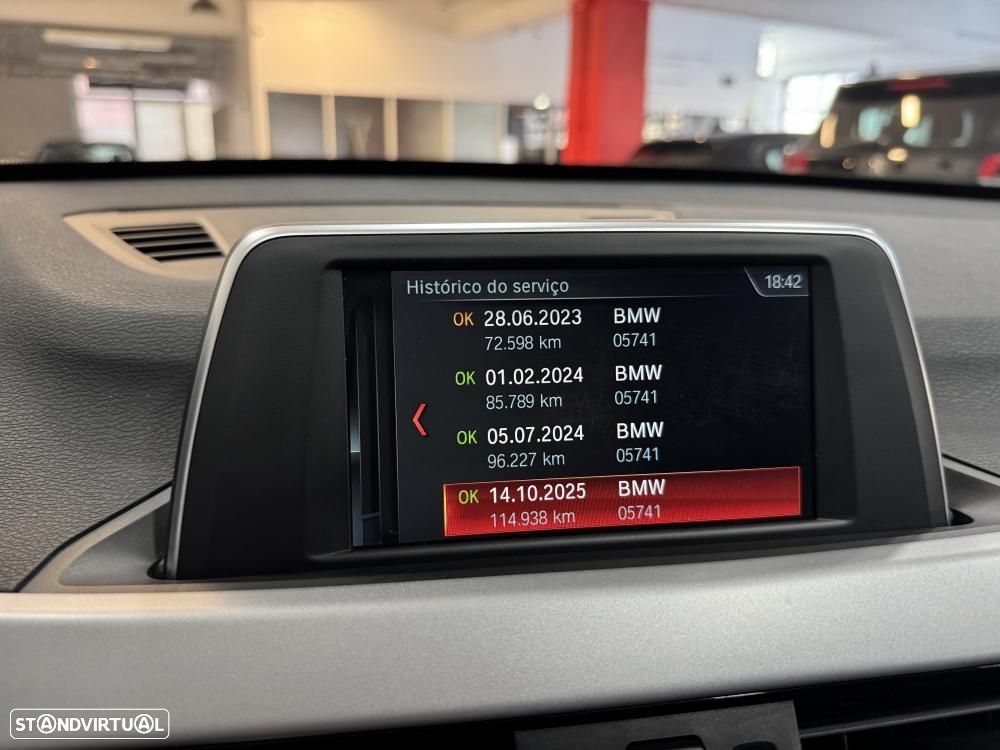 Histórico do serviço 18:42
OK 28.06.2023 BMW
72.598 km 05741
OK 01.02.2024 BMW
85.789 km 05741
OK 05.07.2024 BMW
96.227 km 05741
OK 14.10.2025 BMW
114.938 km 05741
STANDVIRTUAL